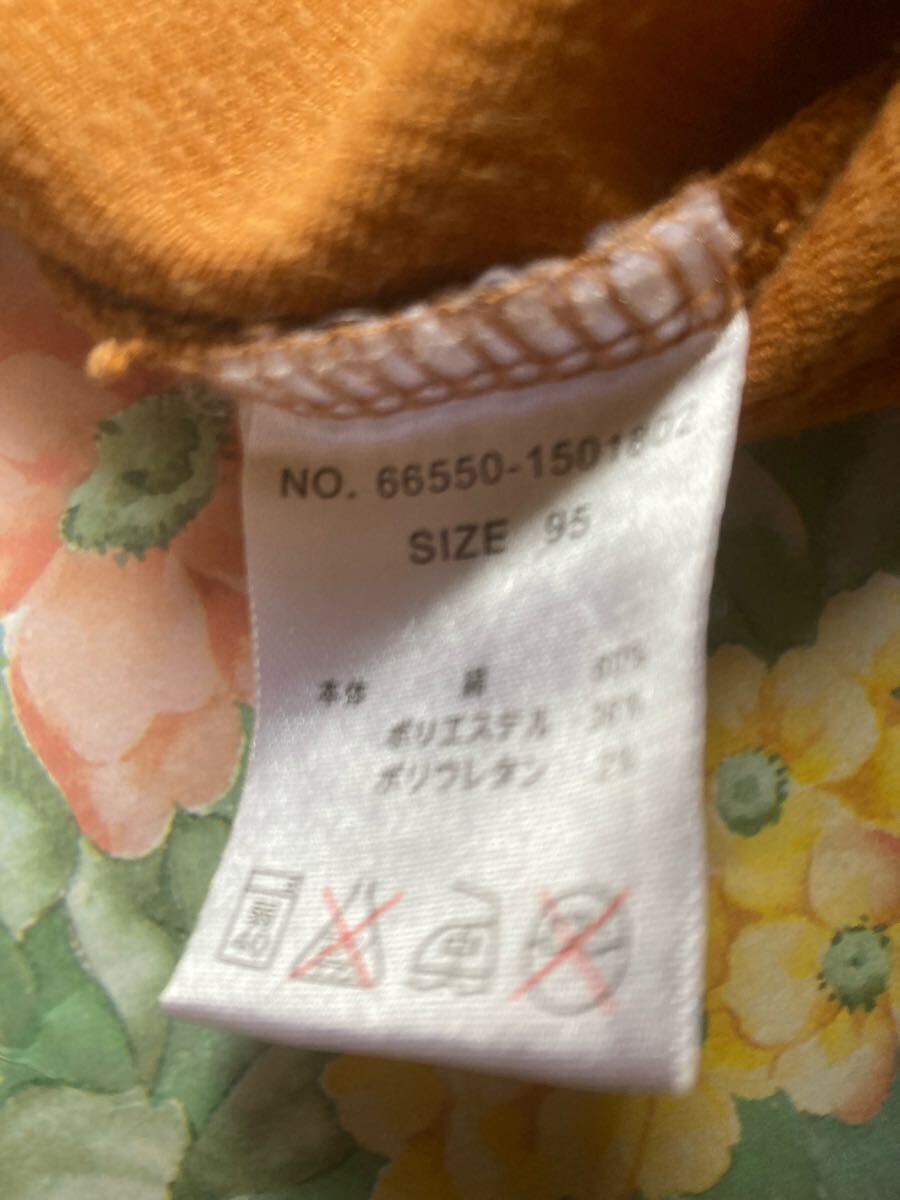 NO. 66550-1501802
SIZE 95
本体 綿 60%
ポリエステル 38%
ポリウレタン 2%